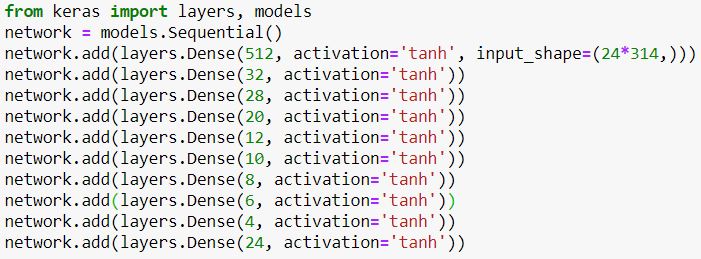 from keras import layers, models
network = models.Sequential()
network.add(layers.Dense(512, activation='tanh', input_shape=(24*314,)))
network.add(layers.Dense(32, activation='tanh'))
network.add(layers.Dense(28, activation='tanh'))
network.add(layers.Dense(20, activation='tanh'))
network.add(layers.Dense(12, activation='tanh'))
network.add(layers.Dense(10, activation='tanh'))
network.add(layers.Dense(8, activation='tanh'))
network.add(layers.Dense(6, activation='tanh'))
network.add(layers.Dense(4, activation='tanh'))
network.add(layers.Dense(24, activation='tanh'))